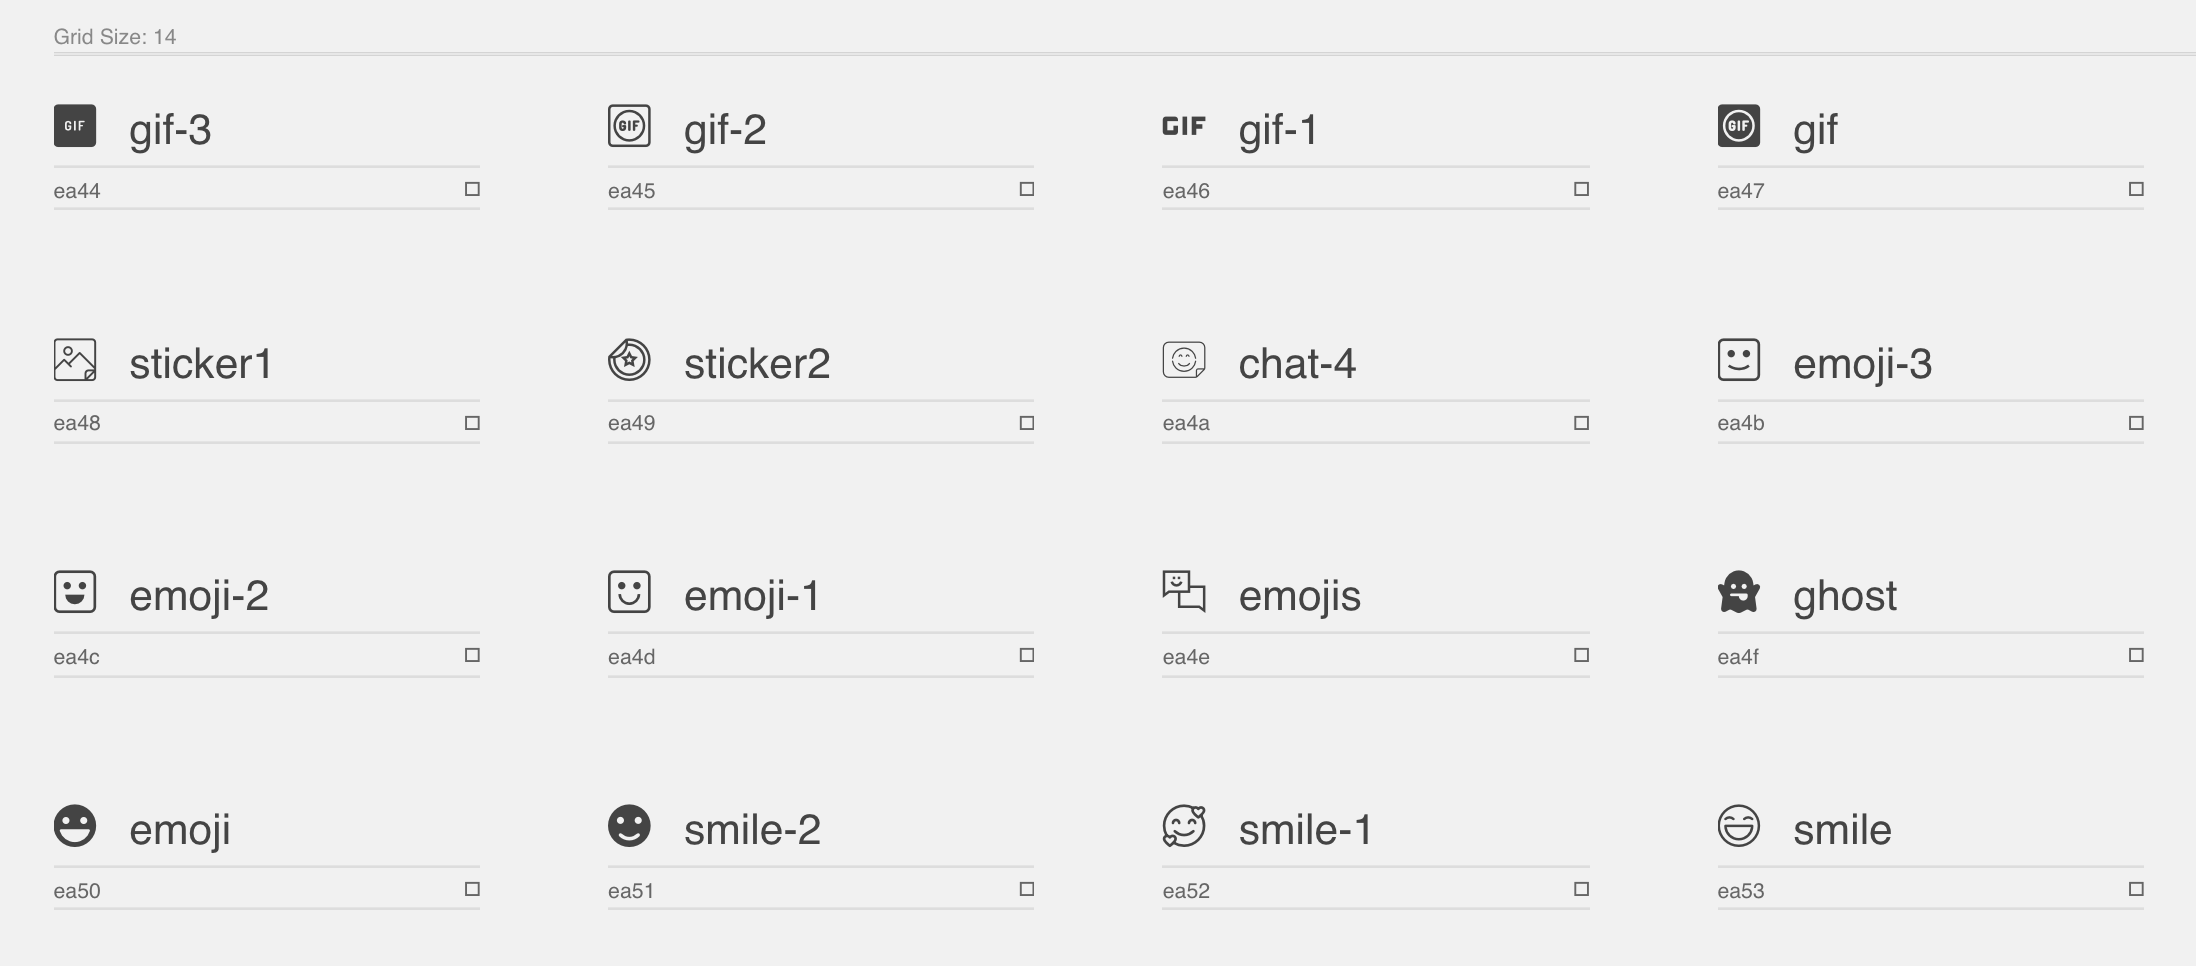 Grid Size: 14
GIF gif-3
GIF gif-2
GIF gif-1
GIF gif
ea44
ea45
ea46
ea47
sticker1
sticker2
chat-4
emoji-3
ea48
ea49
ea4a
ea4b
emoji-2
emoji-1
emojis
ghost
ea4c
ea4d
ea4e
ea4f
emoji
smile-2
smile-1
smile
ea50
ea51
ea52
ea53